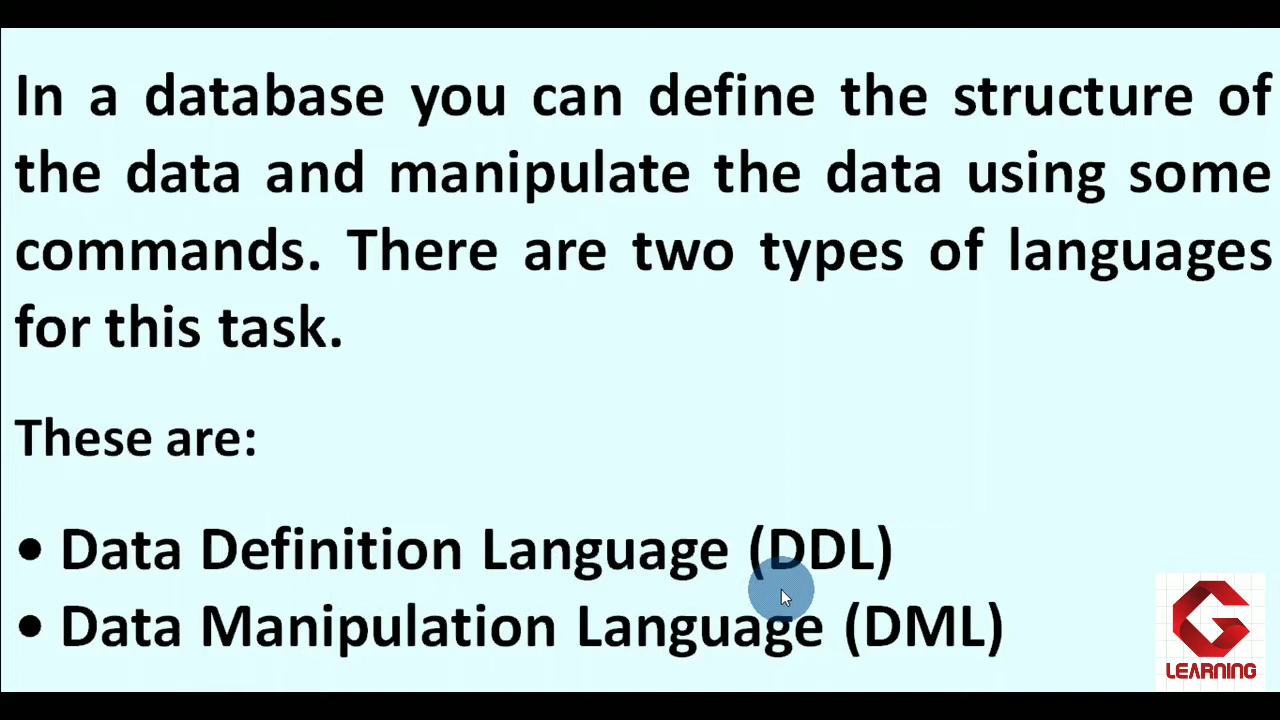 In a database you can define the structure of
the data and manipulate the data using some
commands. There are two types of languages
for this task.
These are:
• Data Definition Language (DDL)
• Data Manipulation Language (DML)
G
LEARNING